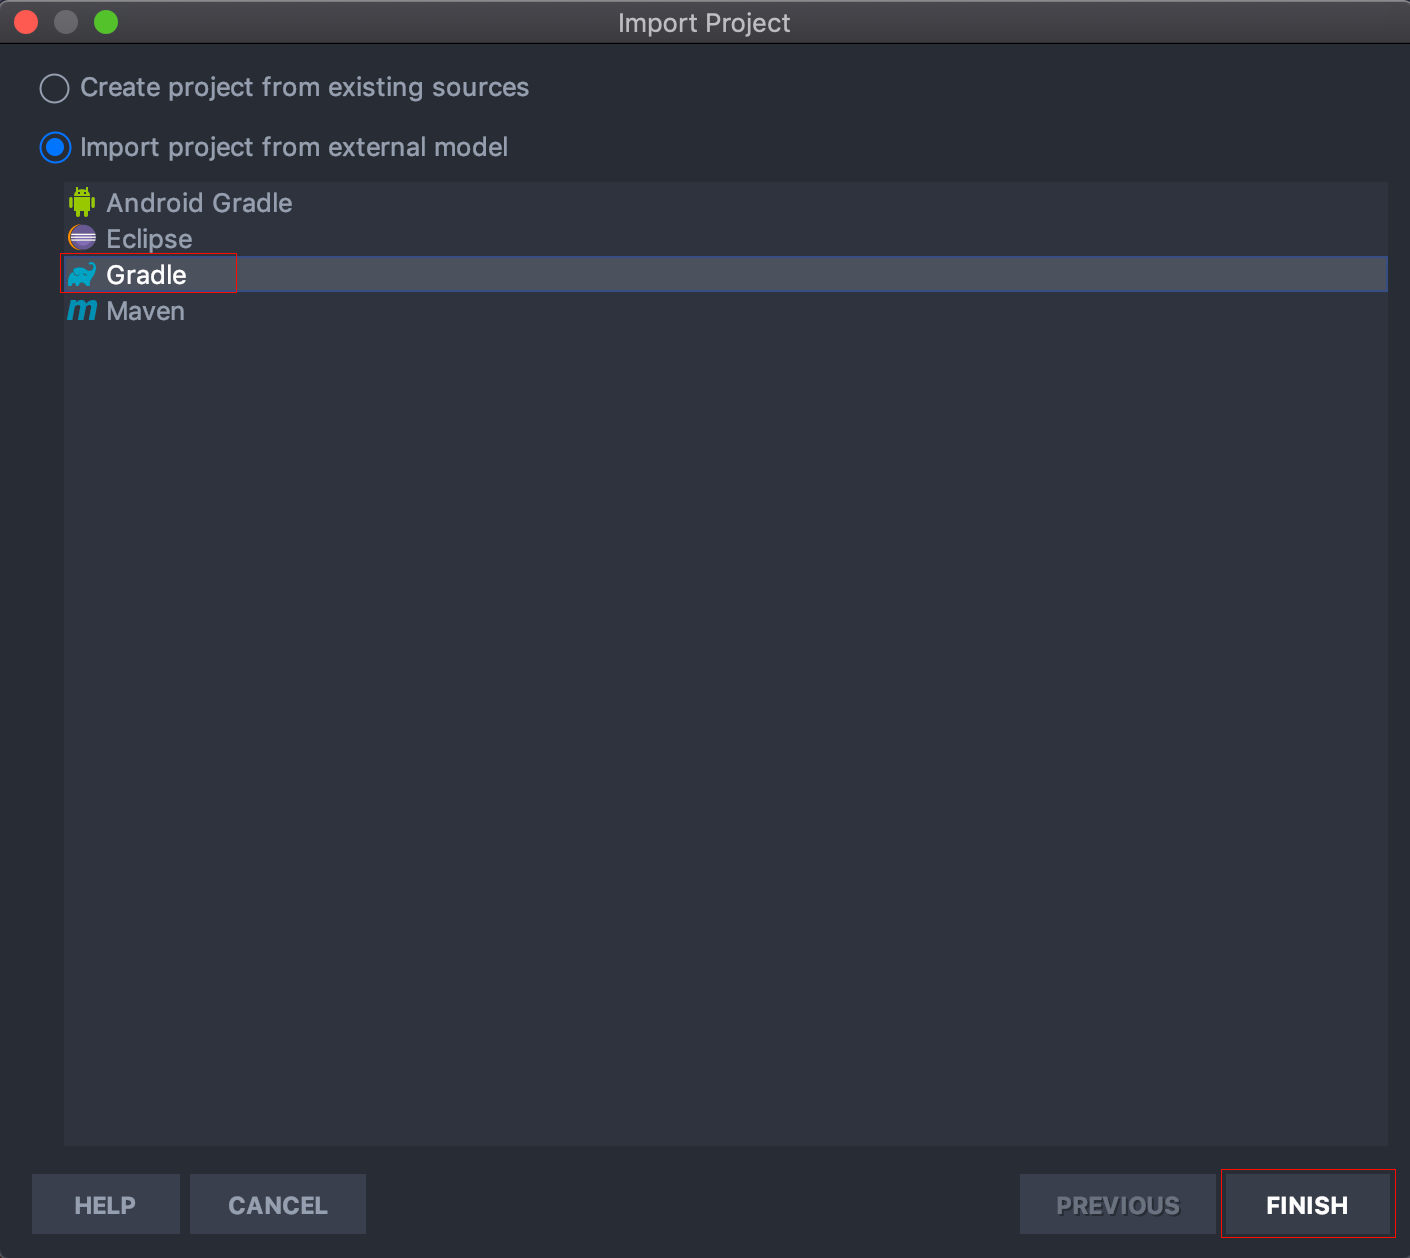 Import Project
Create project from existing sources
Import project from external model
Android Gradle
Eclipse
Gradle
m Maven
HELP CANCEL PREVIOUS FINISH